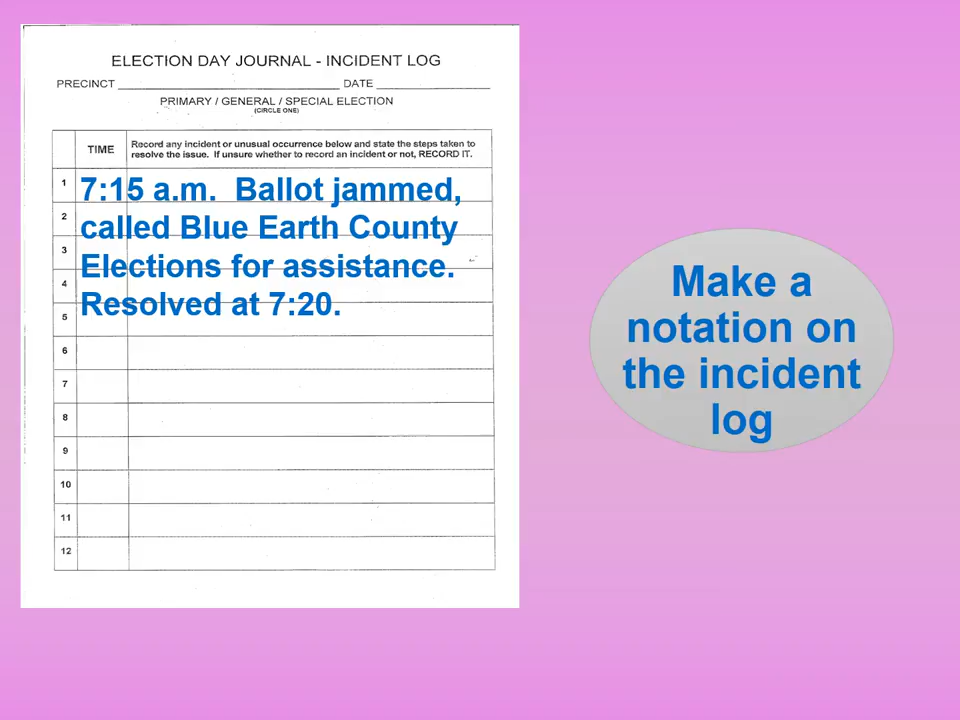 ELECTION DAY JOURNAL - INCIDENT LOG
PRECINCT DATE
PRIMARY / GENERAL / SPECIAL ELECTION
(CIRCLE ONE)
TIME
Record any incident or unusual occurrence below and state the steps taken to
resolve the issue. If unsure whether to record an incident or not, RECORD IT.
1
7:15 a.m. Ballot jammed,
2
called Blue Earth County
3
Elections for assistance.
4
Resolved at 7:20.
5
6
7
8
9
10
11
12
Make a
notation on
the incident
log